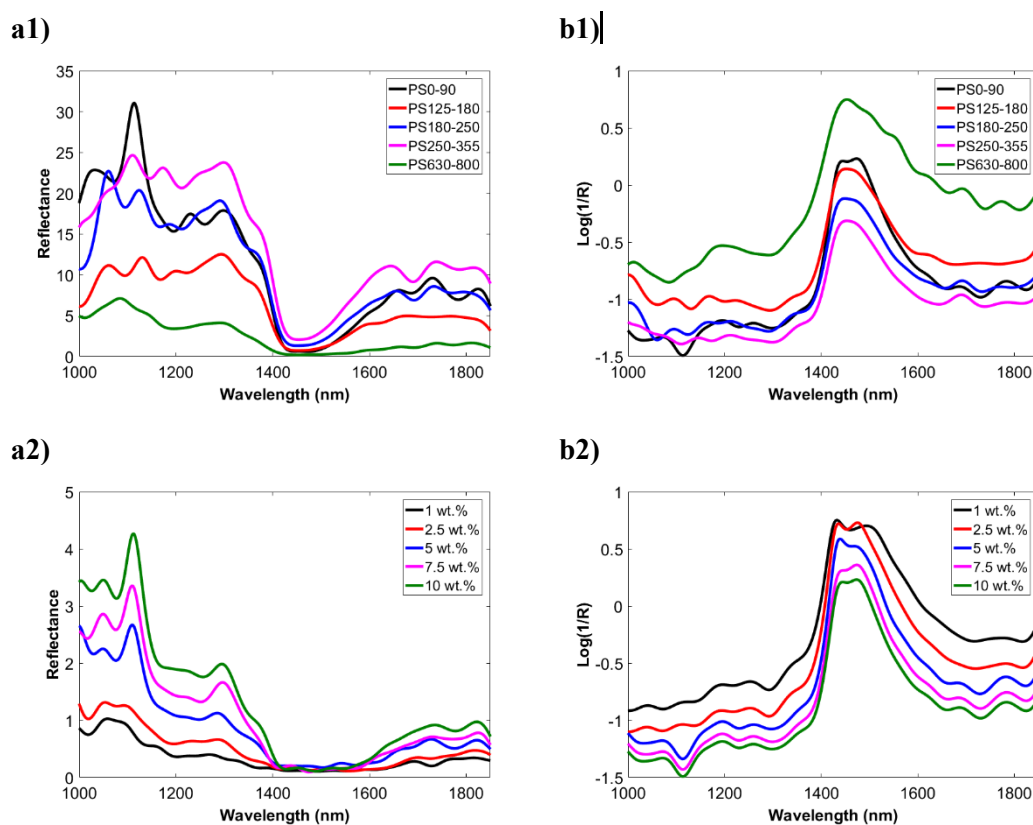 a1)
b1)
35
30
25
20
15
10
5
0
1000 1200 1400 1600 1800
Reflectance
Wavelength (nm)
PS0-90
PS125-180
PS180-250
PS250-355
PS630-800
1
0.5
0
-0.5
-1
-1.5
1000 1200 1400 1600 1800
Log(1/R)
Wavelength (nm)
PS0-90
PS125-180
PS180-250
PS250-355
PS630-800
a2)
b2)
5
4
3
2
1
0
1000 1200 1400 1600 1800
Reflectance
Wavelength (nm)
1 wt.%
2.5 wt.%
5 wt.%
7.5 wt.%
10 wt.%
1
0.5
0
-0.5
-1
-1.5
1000 1200 1400 1600 1800
Log(1/R)
Wavelength (nm)
1 wt.%
2.5 wt.%
5 wt.%
7.5 wt.%
10 wt.%